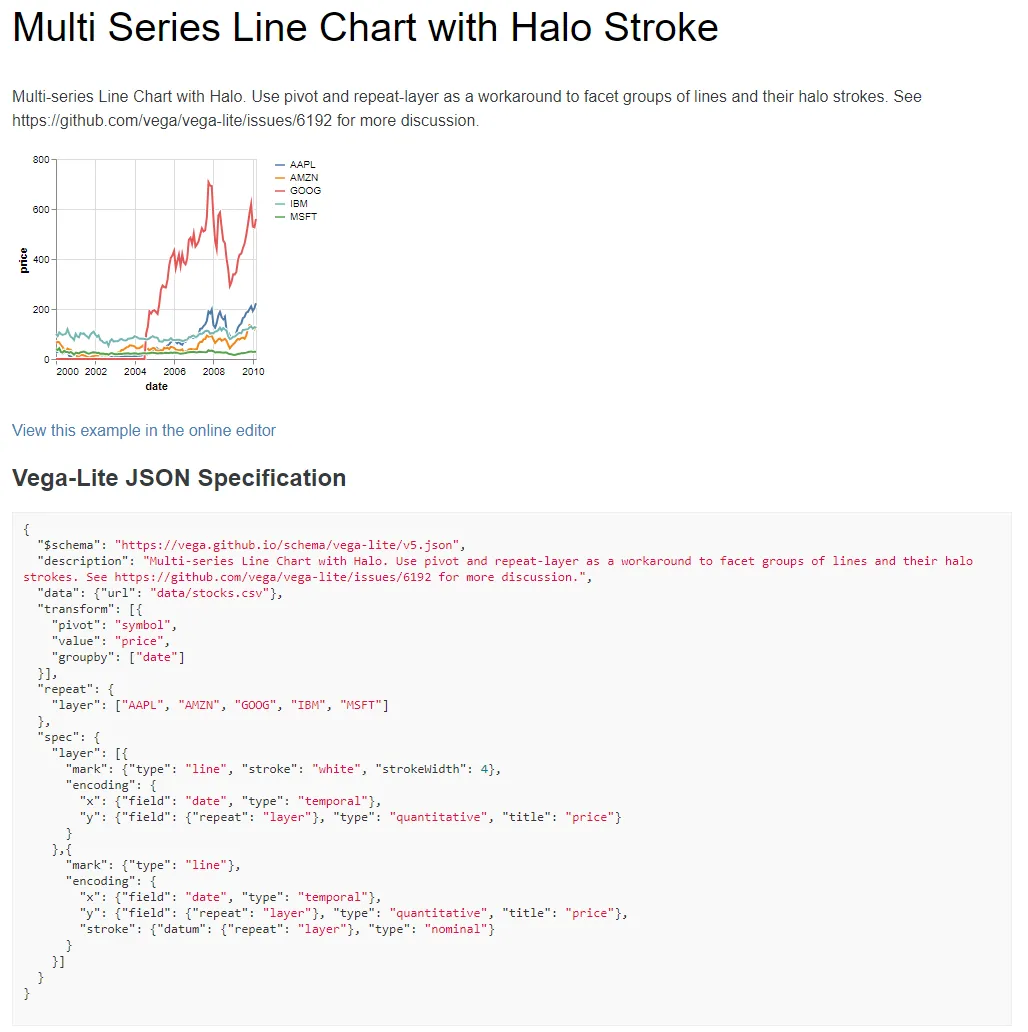 Multi Series Line Chart with Halo Stroke
Multi-series Line Chart with Halo. Use pivot and repeat-layer as a workaround to facet groups of lines and their halo strokes. See
https://github.com/vega/vega-lite/issues/6192 for more discussion.
800
600
400
200
0
price
2000 2002 2004 2006 2008 2010
date
AAPL
AMZN
GOOG
IBM
MSFT
View this example in the online editor
Vega-Lite JSON Specification
{
  "$schema": "https://vega.github.io/schema/vega-lite/v5.json",
  "description": "Multi-series Line Chart with Halo. Use pivot and repeat-layer as a workaround to facet groups of lines and their halo
strokes. See https://github.com/vega/vega-lite/issues/6192 for more discussion.",
  "data": {"url": "data/stocks.csv"},
  "transform": [{
    "pivot": "symbol",
    "value": "price",
    "groupby": ["date"]
  }],
  "repeat": {
    "layer": ["AAPL", "AMZN", "GOOG", "IBM", "MSFT"]
  },
  "spec": {
    "layer": [{
      "mark": {"type": "line", "stroke": "white", "strokeWidth": 4},
      "encoding": {
        "x": {"field": "date", "type": "temporal"},
        "y": {"field": {"repeat": "layer"}, "type": "quantitative", "title": "price"}
      }
    },{
      "mark": {"type": "line"},
      "encoding": {
        "x": {"field": "date", "type": "temporal"},
        "y": {"field": {"repeat": "layer"}, "type": "quantitative", "title": "price"},
        "stroke": {"datum": {"repeat": "layer"}, "type": "nominal"}
      }
    }]
  }
}